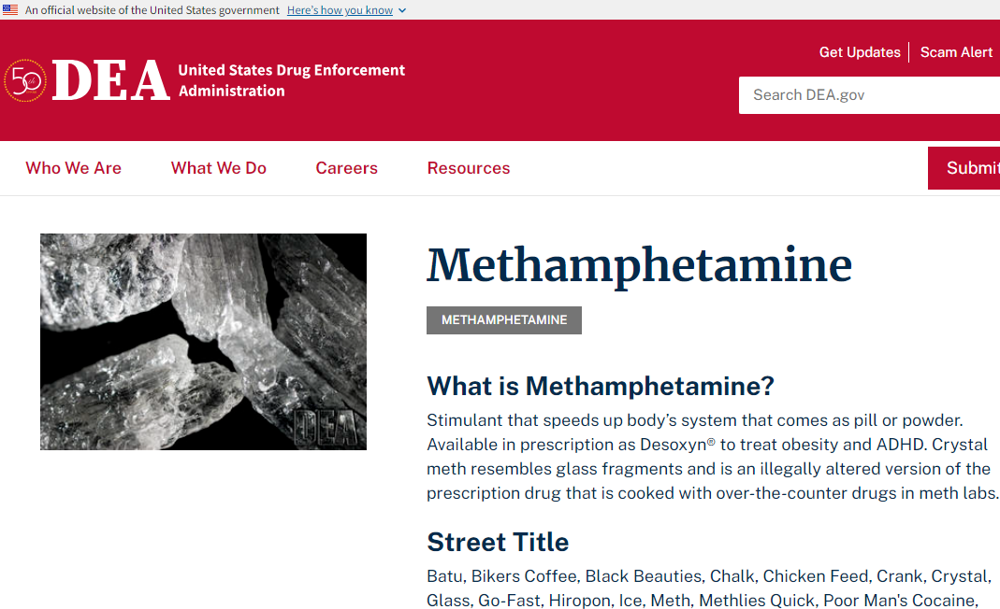 An official website of the United States government Here's how you know
Get Updates
Scam Alert
50th
DEA
United States Drug Enforcement
Administration
Search DEA.gov
Who We Are
What We Do
Careers
Resources
Submit
DEA
Methamphetamine
METHAMPHETAMINE
What is Methamphetamine?
Stimulant that speeds up body's system that comes as pill or powder.
Available in prescription as Desoxyn® to treat obesity and ADHD. Crystal
meth resembles glass fragments and is an illegally altered version of the
prescription drug that is cooked with over-the-counter drugs in meth labs.
Street Title
Batu, Bikers Coffee, Black Beauties, Chalk, Chicken Feed, Crank, Crystal,
Glass, Go-Fast, Hiropon, Ice, Meth, Methlies Quick, Poor Man's Cocaine,